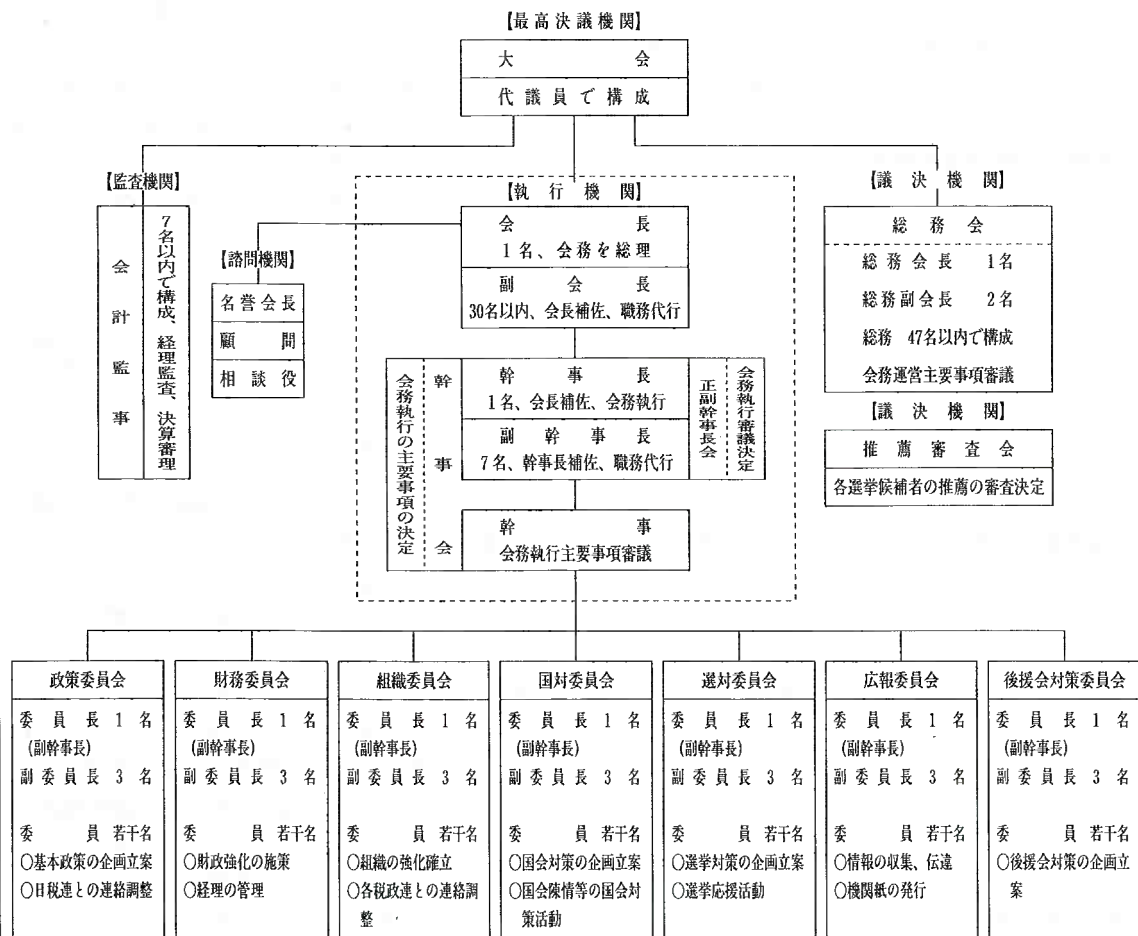 【最高決議機関】
大会
代議員で構成
【監査機関】
会計監事
7名以内で構成、経理監査、決算審理
【諮問機関】
名誉会長
顧問
相談役
【執行機関】
会長
1名、会務を総理
副会長
30名以内、会長補佐、職務代行
会務執行の主要事項の決定
幹事会
幹事長
1名、会長補佐、会務執行
副幹事長
7名、幹事長補佐、職務代行
正副幹事長会
会務執行審議決定
幹事
会務執行主要事項審議
【議決機関】
総務会
総務会長 1名
総務副会長 2名
総務 47名以内で構成
会務運営主要事項審議
【議決機関】
推薦審査会
各選挙候補者の推薦の審査決定
政策委員会
委員長1名
(副幹事長)
副委員長3名
委員 若干名
○基本政策の企画立案
○日税連との連絡調整
財務委員会
委員長1名
(副幹事長)
副委員長3名
委員 若干名
○財政強化の施策
○経理の管理
組織委員会
委員長1名
(副幹事長)
副委員長3名
委員 若干名
○組織の強化確立
○各税政連との連絡調
整
国対委員会
委員長1名
(副幹事長)
副委員長3名
委員 若干名
○国会対策の企画立案
○国会陳情等の国会対
策活動
選対委員会
委員長1名
(副幹事長)
副委員長3名
委員 若干名
○選挙対策の企画立案
○選挙応援活動
広報委員会
委員長1名
(副幹事長)
副委員長3名
委員 若干名
○情報の収集、伝達
○機関紙の発行
後援会対策委員会
委員長1名
(副幹事長)
副委員長3名
委員 若干名
○後援会対策の企画立
案